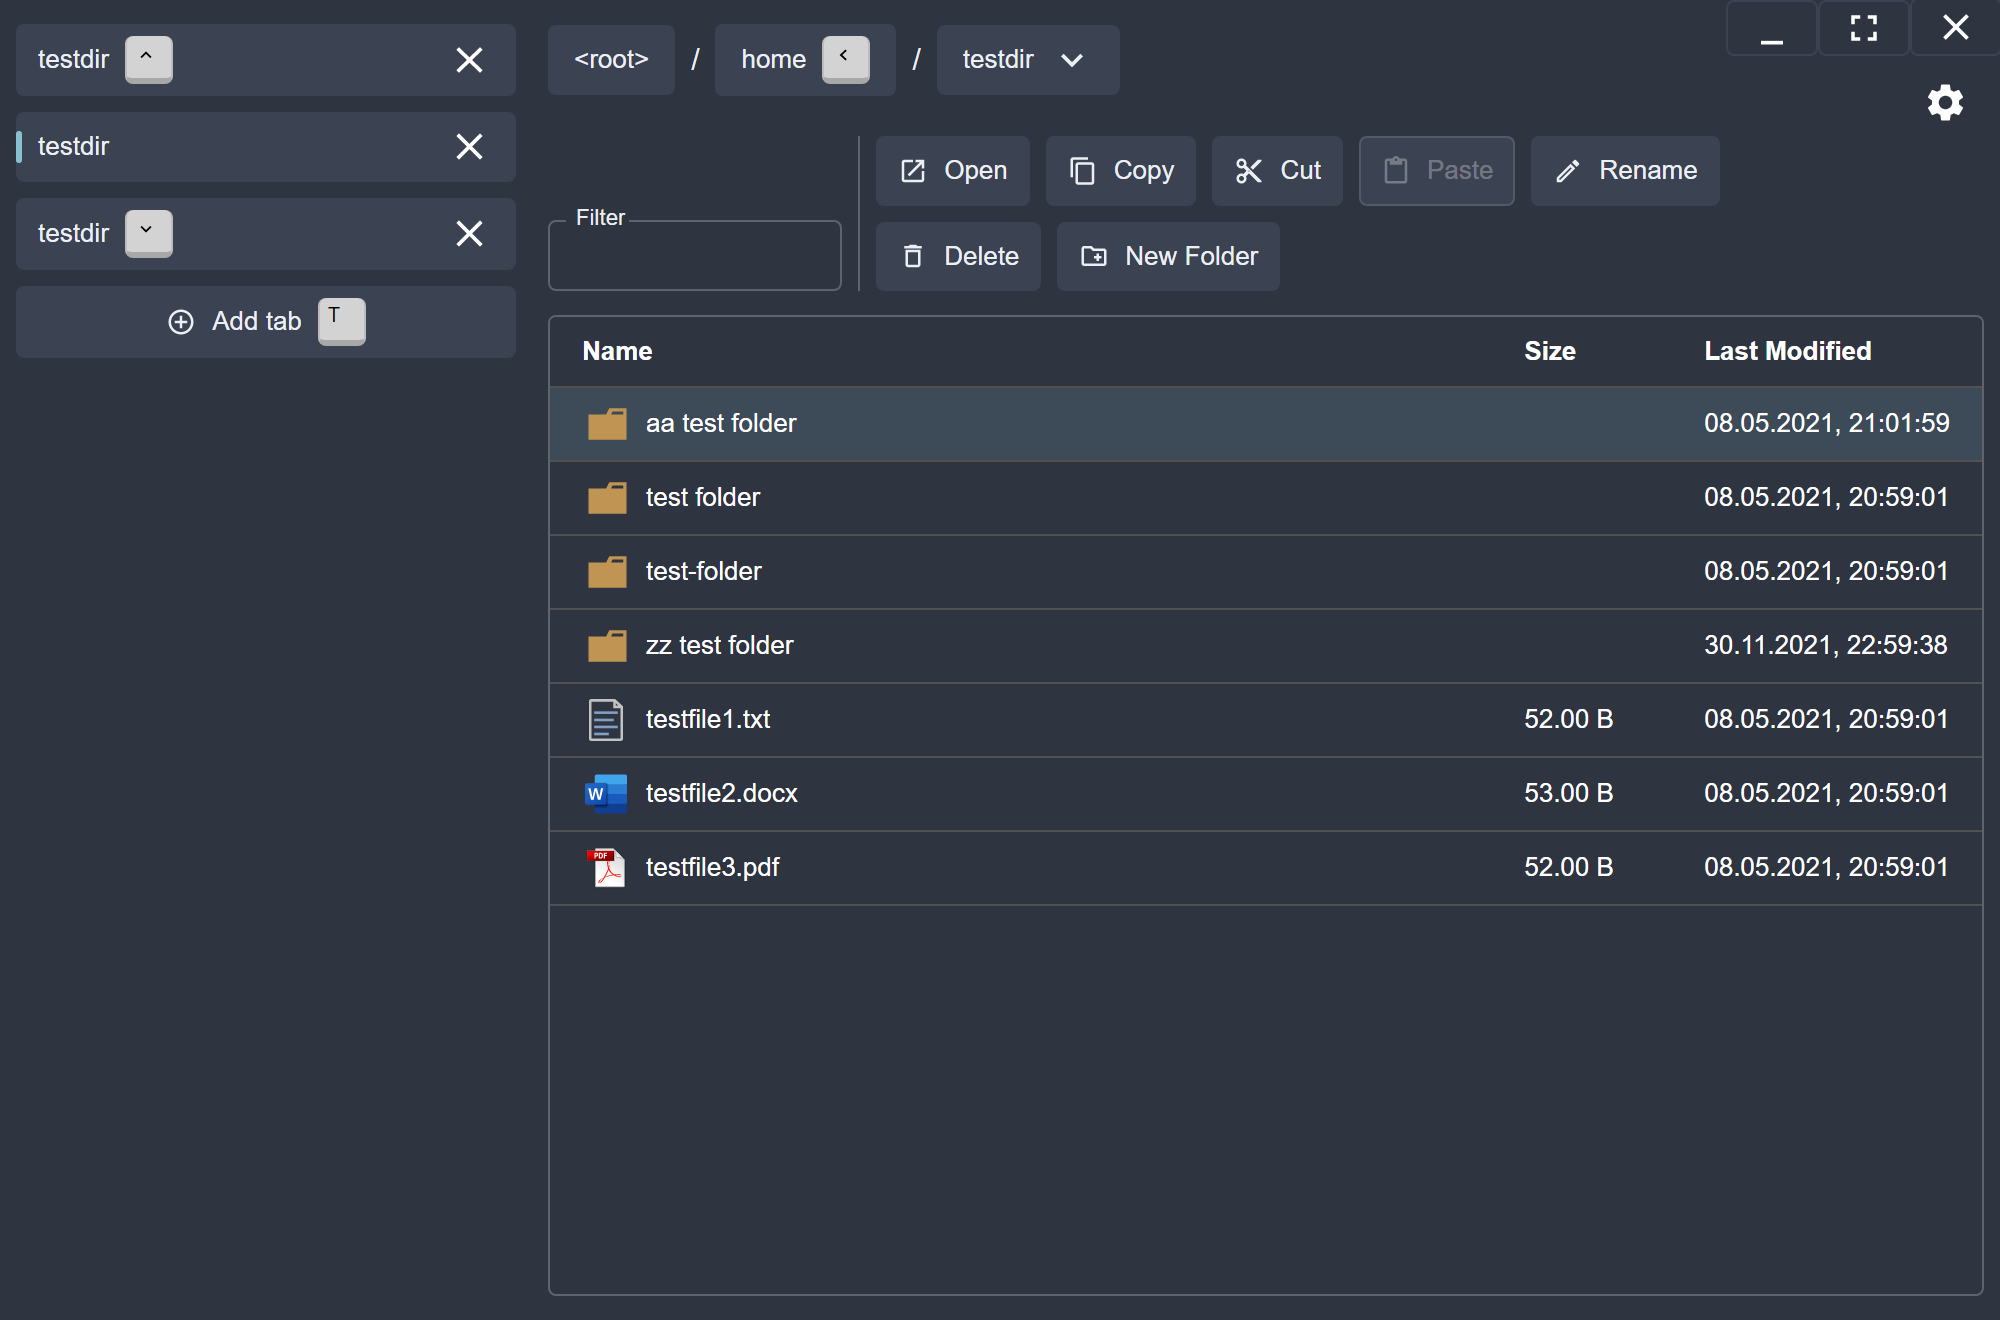 testdir ^
testdir
testdir
Add tab T
<root> / home < / testdir
Open Copy Cut Paste Rename
Filter
Delete New Folder
Name Size Last Modified
aa test folder 08.05.2021, 21:01:59
test folder 08.05.2021, 20:59:01
test-folder 08.05.2021, 20:59:01
zz test folder 30.11.2021, 22:59:38
testfile1.txt 52.00 B 08.05.2021, 20:59:01
W testfile2.docx 53.00 B 08.05.2021, 20:59:01
PDF testfile3.pdf 52.00 B 08.05.2021, 20:59:01